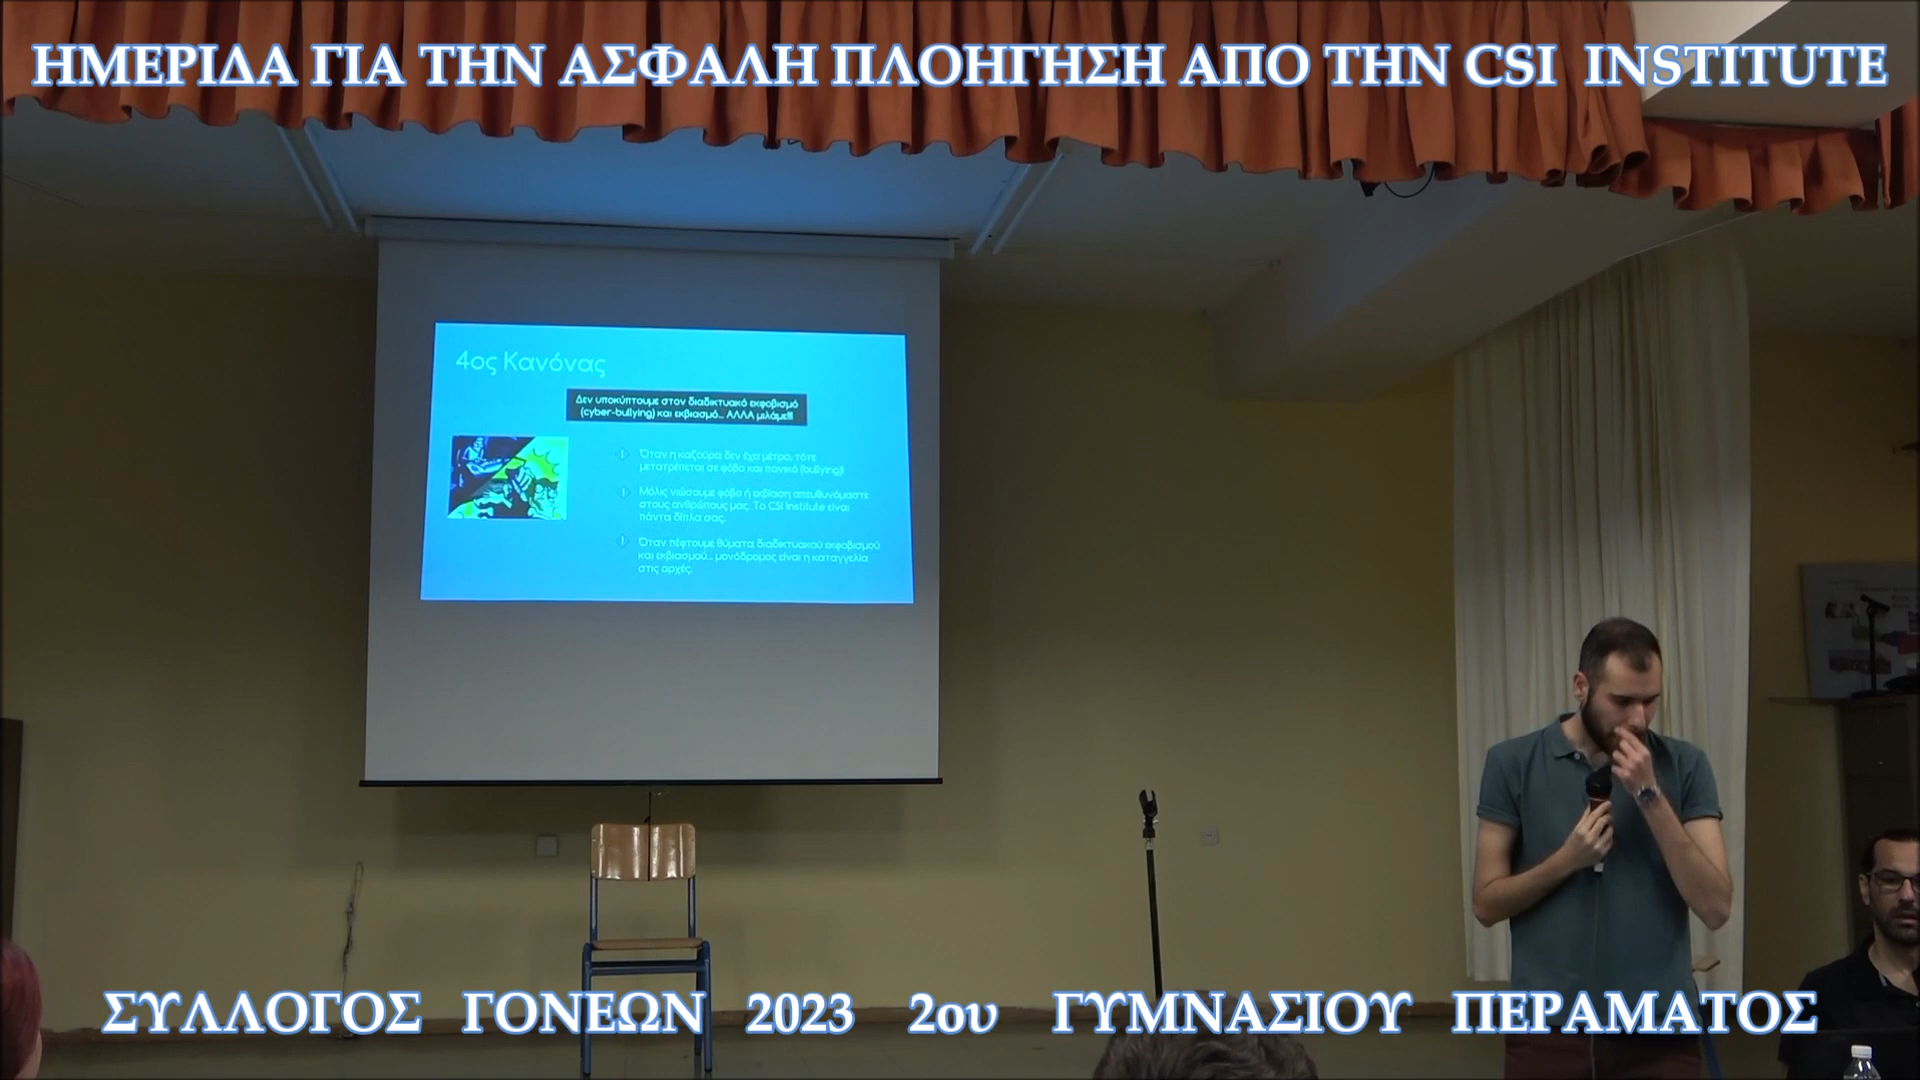 ΗΜΕΡΙΔΑ ΓΙΑ ΤΗΝ ΑΣΦΑΛΗ ΠΛΟΗΓΗΣΗ ΑΠΟ ΤΗΝ CSI INSTITUTE
4ος Κανόνας
Δεν υποκύπτουμε στον διαδικτυακό εκφοβισμό
(cyber-bullying) και εκβιασμό... ΑΛΛΑ μιλάμε!!!
Όταν η καζούρα δεν έχει μέτρο, τότε
μετατρέπεται σε φόβο και πανικό (bullying)!
Μόλις νιώσουμε φόβο ή εκβίαση απευθυνόμαστε
στους ανθρώπους μας. Το CSI Institute είναι
πάντα δίπλα σας.
Όταν πέφτουμε θύματα διαδικτυακού εκφοβισμού
και εκβιασμού... μονόδρομος είναι η καταγγελία
στις αρχές.
ΣΥΛΛΟΓΟΣ ΓΟΝΕΩΝ 2023 2ου ΓΥΜΝΑΣΙΟΥ ΠΕΡΑΜΑΤΟΣ